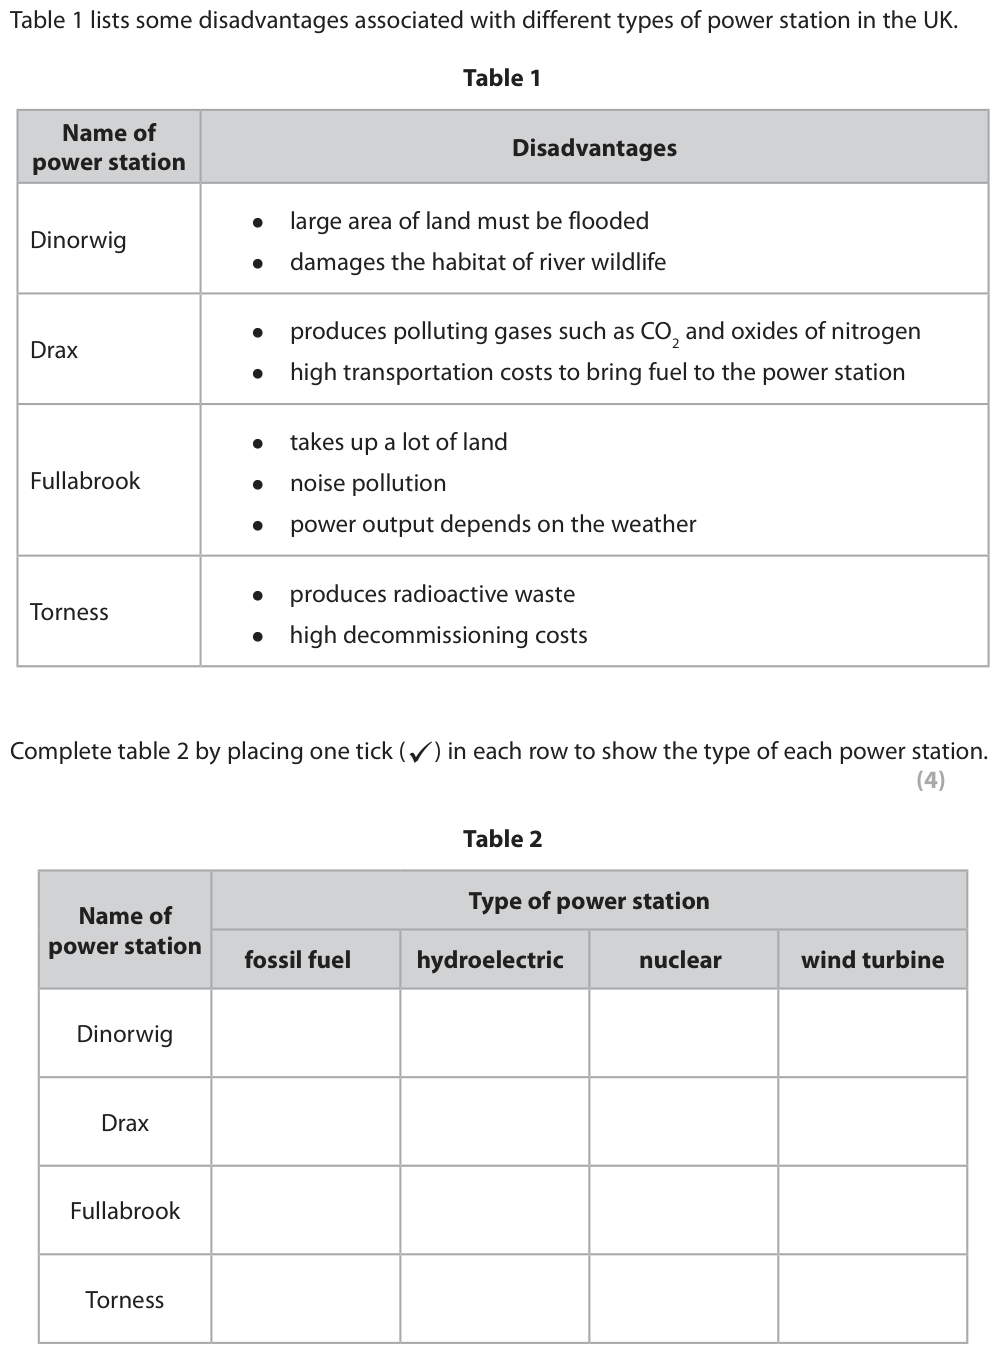 Table 1 lists some disadvantages associated with different types of power station in the UK.
Table 1
Name of
power station
Disadvantages
Dinorwig
● large area of land must be flooded
● damages the habitat of river wildlife
Drax
● produces polluting gases such as CO₂ and oxides of nitrogen
● high transportation costs to bring fuel to the power station
Fullabrook
● takes up a lot of land
● noise pollution
● power output depends on the weather
Torness
● produces radioactive waste
● high decommissioning costs
Complete table 2 by placing one tick (✓) in each row to show the type of each power station.
(4)
Table 2
Name of
power station
Type of power station
fossil fuel
hydroelectric
nuclear
wind turbine
Dinorwig
Drax
Fullabrook
Torness